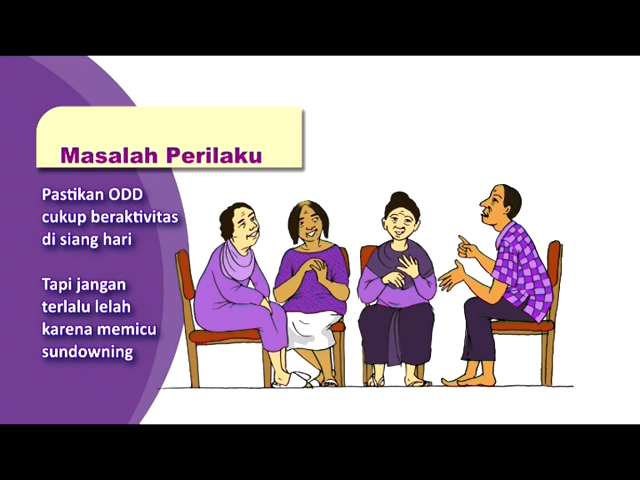 Masalah Perilaku
Pastikan ODD
cukup beraktivitas
di siang hari
Tapi jangan
terlalu lelah
karena memicu
sundowning